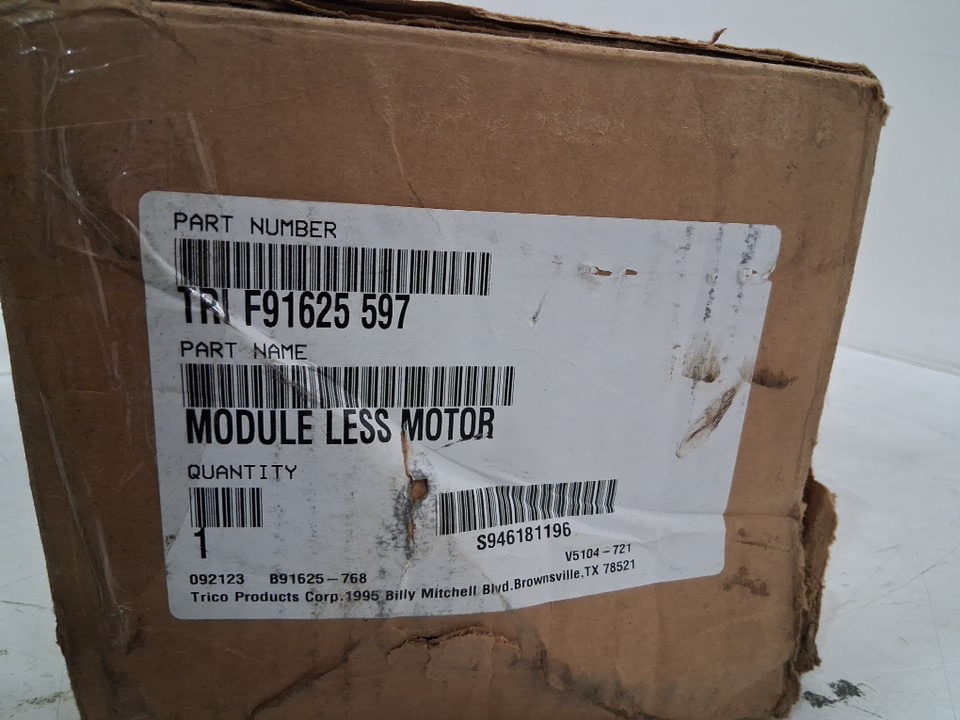 PART NUMBER
TRI F91625 597
PART NAME
MODULE LESS MOTOR
QUANTITY
1
S946181196
V5104-721
092123 B91625-768
Trico Products Corp.1995 Billy Mitchell Blvd.Brownsville,TX 78521